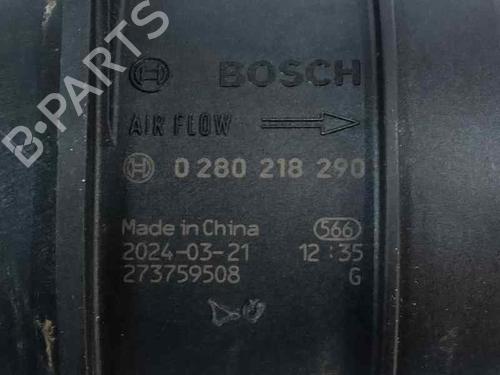 BOSCH
AIR FLOW
0 280 218 290
Made in China 566
2024-03-21 12:35
273759508 G
B-PARTS